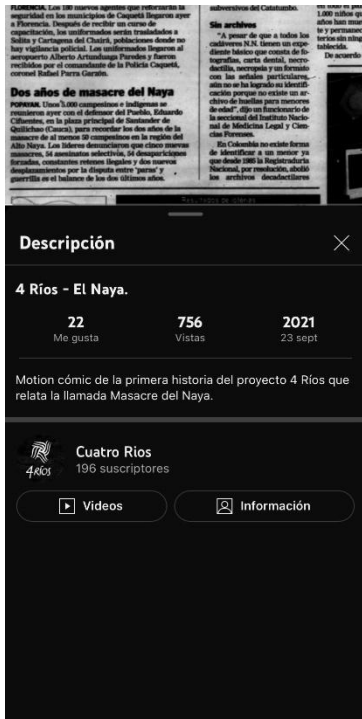 FLORENCIA. Los 180 nuevos agentes que reforzarán la
seguridad en los municipios de Caquetá llegaron ayer
a Florencia. Después de recibir un curso de
capacitación, los uniformados serán trasladados a
Solita y Cartagena del Chairá, poblaciones donde no
hay vigilancia policial. Los uniformados llegaron al
aeropuerto Alberto Artunduaga Paredes y fueron
recibidos por el comandante de la Policía Caquetá,
coronel Rafael Parra Garzón.
Dos años de masacre del Naya
POPAYAN. Unos 5.000 campesinos e indígenas se
reunieron ayer con el defensor del Pueblo, Eduardo
Cifuentes, en la plaza principal de Santander de
Quilichao (Cauca), para recordar los dos años de la
masacre de al menos 50 campesinos en la región del
Alto Naya. Los líderes denunciaron que cinco nuevas
masacres, 54 asesinatos selectivos, 54 desapariciones
forzadas, constantes retenes ilegales y dos nuevos
desplazamientos por la disputa entre 'paras' y
guerrilla es el balance de los dos últimos años.
subversivos del Catatumbo.
Sin archivos
"A pesar de que a todos los
cadáveres N.N. tienen un expe-
diente básico que consta de fo-
tografías, carta dental, necro-
dactilia, necropsia y un formato
con las señales particulares,
aún no se ha logrado su identifi-
cación porque no existe un ar-
chivo de huellas para menores
de edad", dijo un funcionario de
la seccional del Instituto Nacio-
nal de Medicina Legal y Cien-
cias Forenses.
En Colombia no existe forma
de identificar a un menor ya
que desde 1985 la Registraduría
Nacional, por resolución, abolió
los archivos decadactilares
1.000 niños
años han
te y permanec
terios sin
tablecida.
De acuerdo
Descripción
4 Ríos - El Naya.
22 756 2021
Me gusta Vistas 23 sept
Motion cómic de la primera historia del proyecto 4 Ríos que
relata la llamada Masacre del Naya.
4RÍOS
Cuatro Rios
196 suscriptores
Videos Información